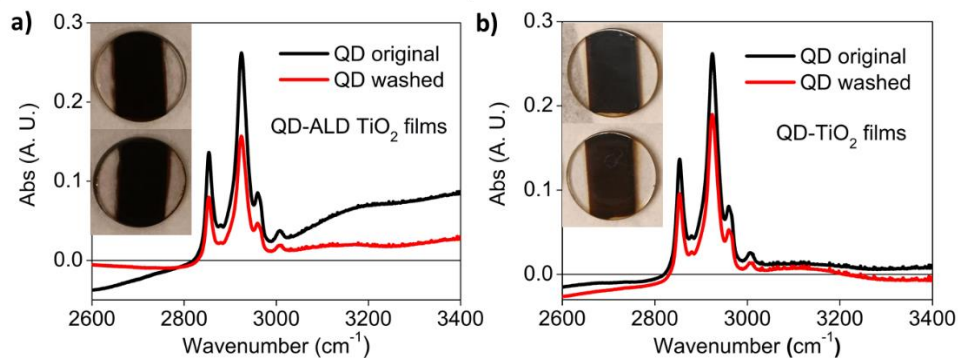 a)
0.3
0.2
0.1
0.0
Abs (A. U.)
QD original
QD washed
QD-ALD TiO₂ films
2600 2800 3000 3200 3400
Wavenumber (cm⁻¹)
b)
0.3
0.2
0.1
0.0
Abs (A. U.)
QD original
QD washed
QD-TiO₂ films
2600 2800 3000 3200 3400
Wavenumber (cm⁻¹)